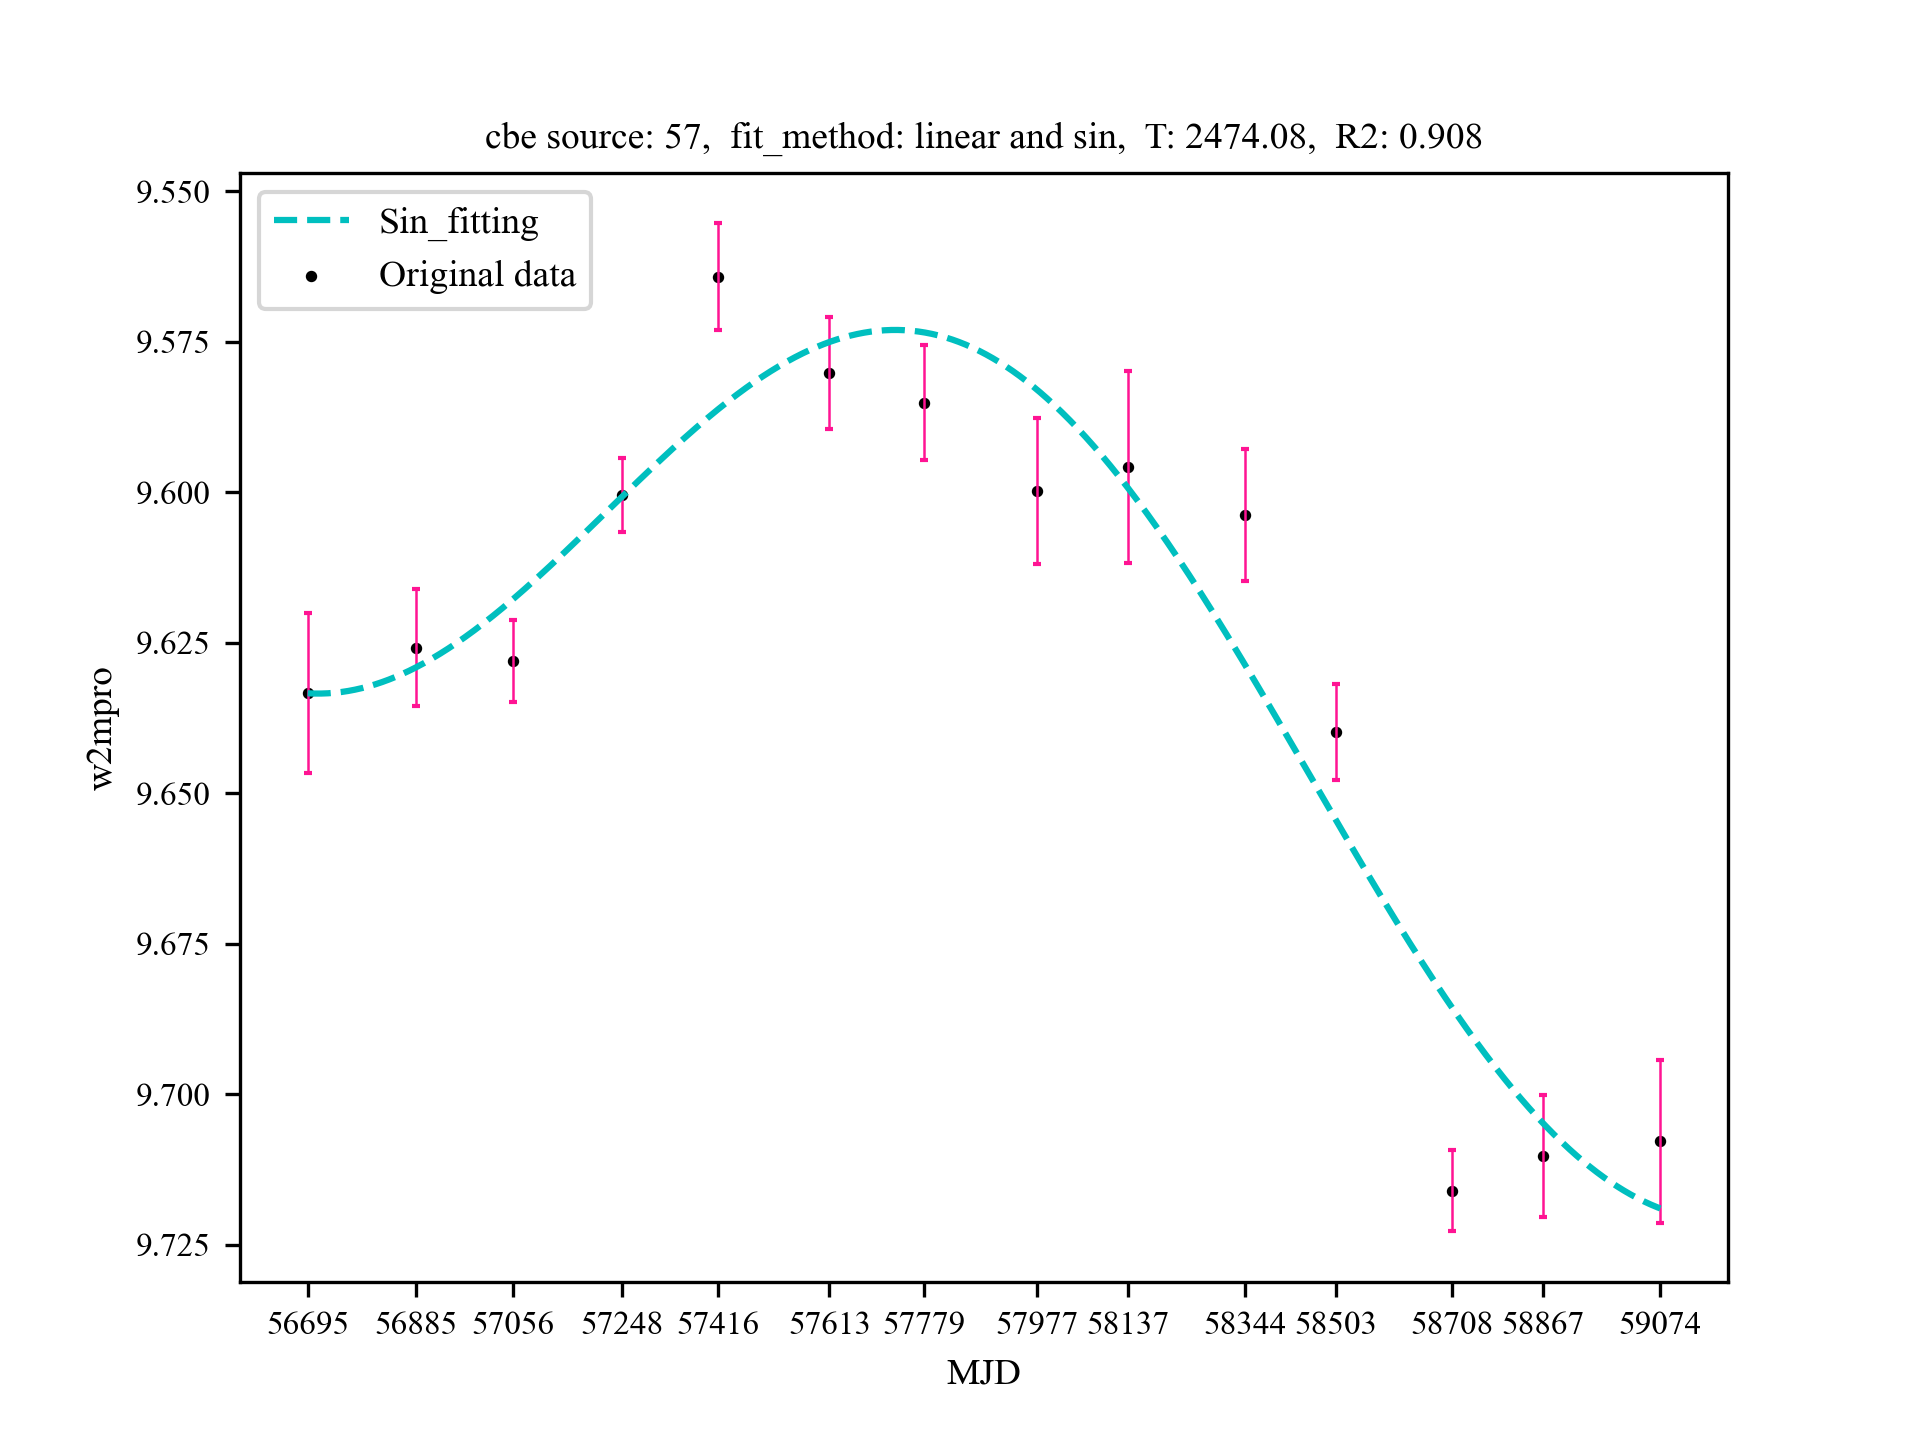 cbe source: 57,  fit_method: linear and sin,  T: 2474.08,  R2: 0.908
Sin_fitting
Original data
9.550
9.575
9.600
9.625
9.650
9.675
9.700
9.725
w2mpro
56695 56885 57056 57248 57416 57613 57779 57977 58137 58344 58503 58708 58867 59074
MJD